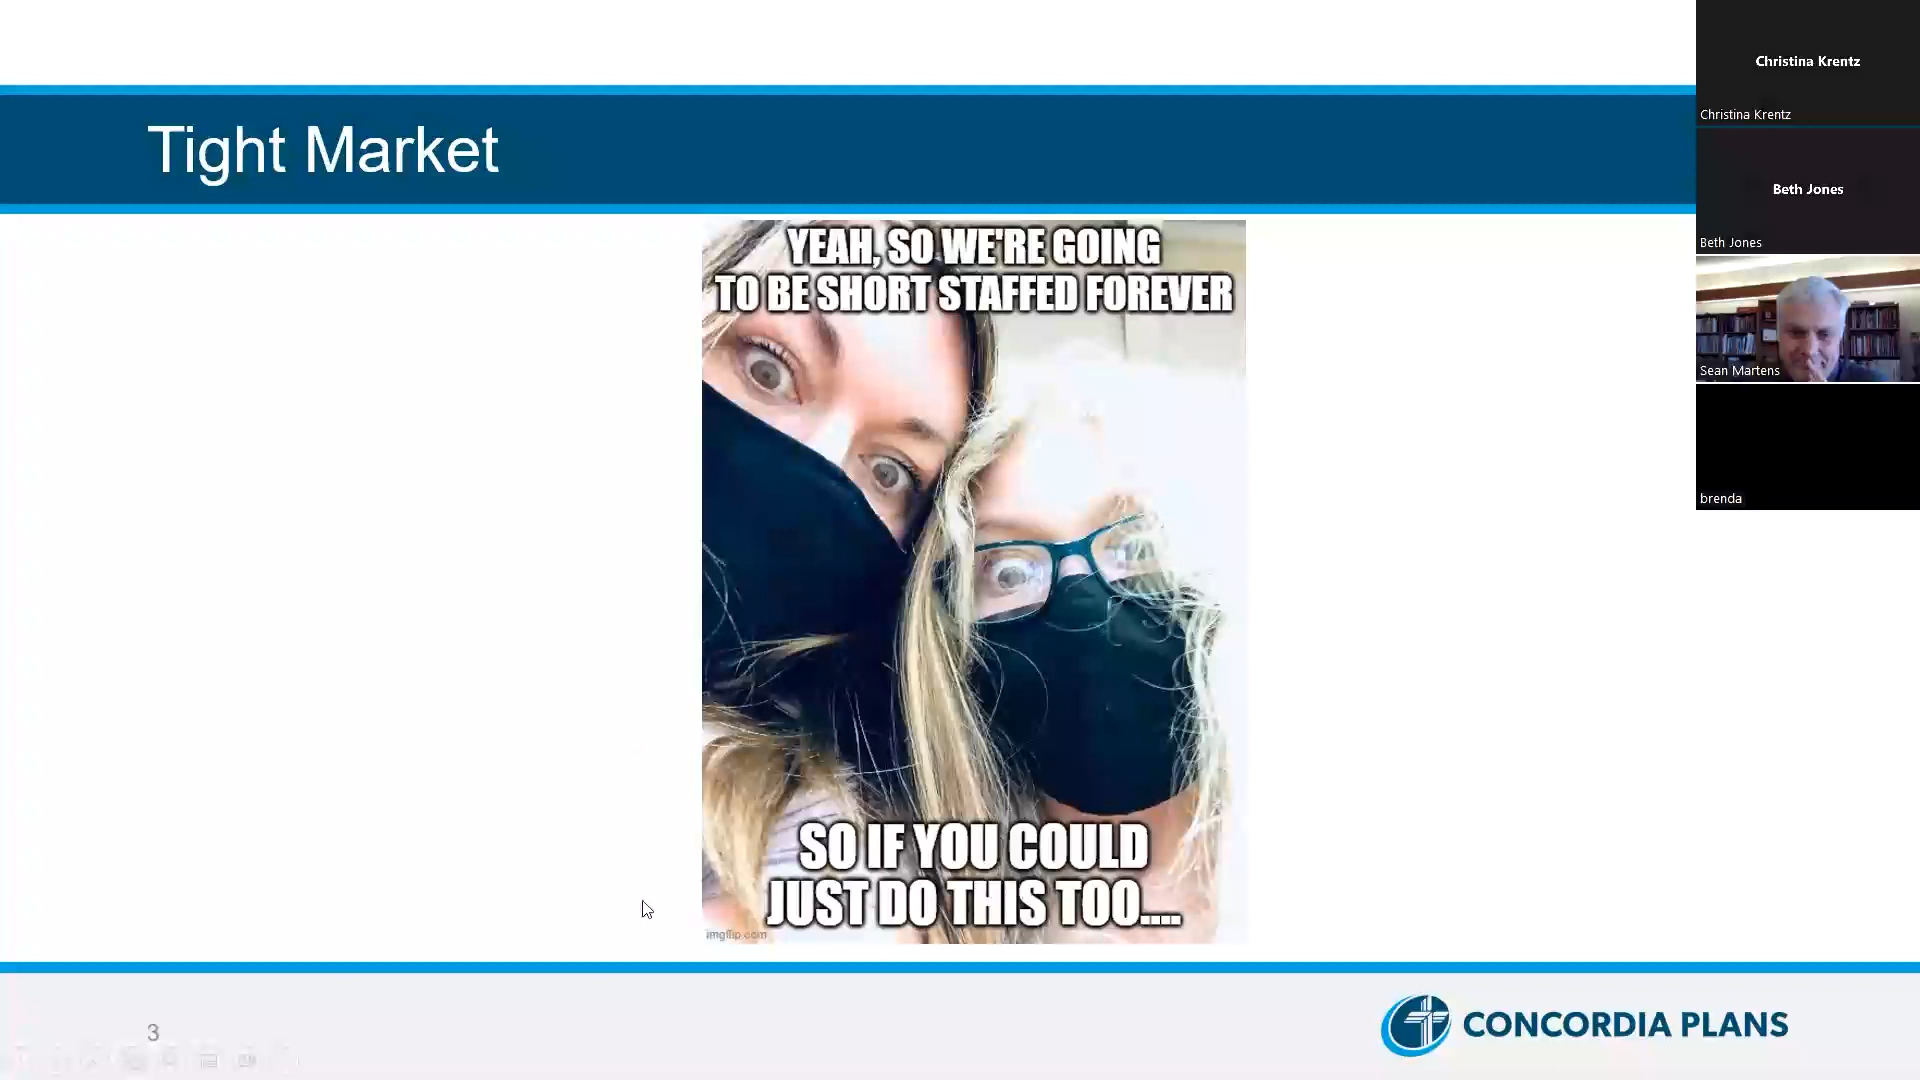 Tight Market
YEAH, SO WE'RE GOING
TO BE SHORT STAFFED FOREVER
SO IF YOU COULD
JUST DO THIS TOO....
imgflip.com
3
CONCORDIA PLANS
Christina Krentz
Christina Krentz
Beth Jones
Beth Jones
Sean Martens
brenda